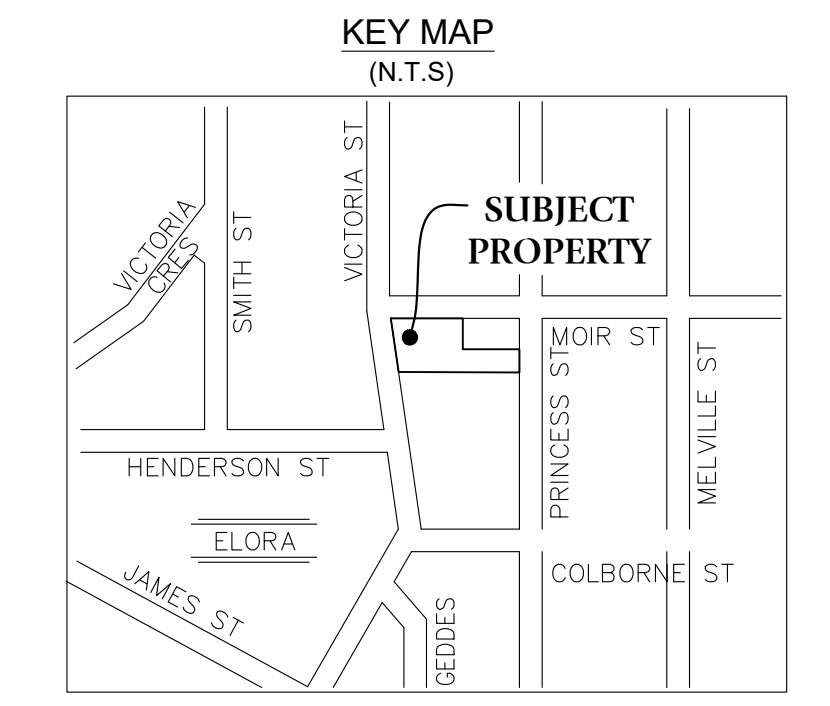 KEY MAP
(N.T.S)
VICTORIA ST
VICTORIA
CRES
SMITH ST
SUBJECT
PROPERTY
MOIR ST
PRINCESS ST
MELVILLE ST
HENDERSON ST
ELORA
JAMES ST
COLBORNE ST
GEDDES